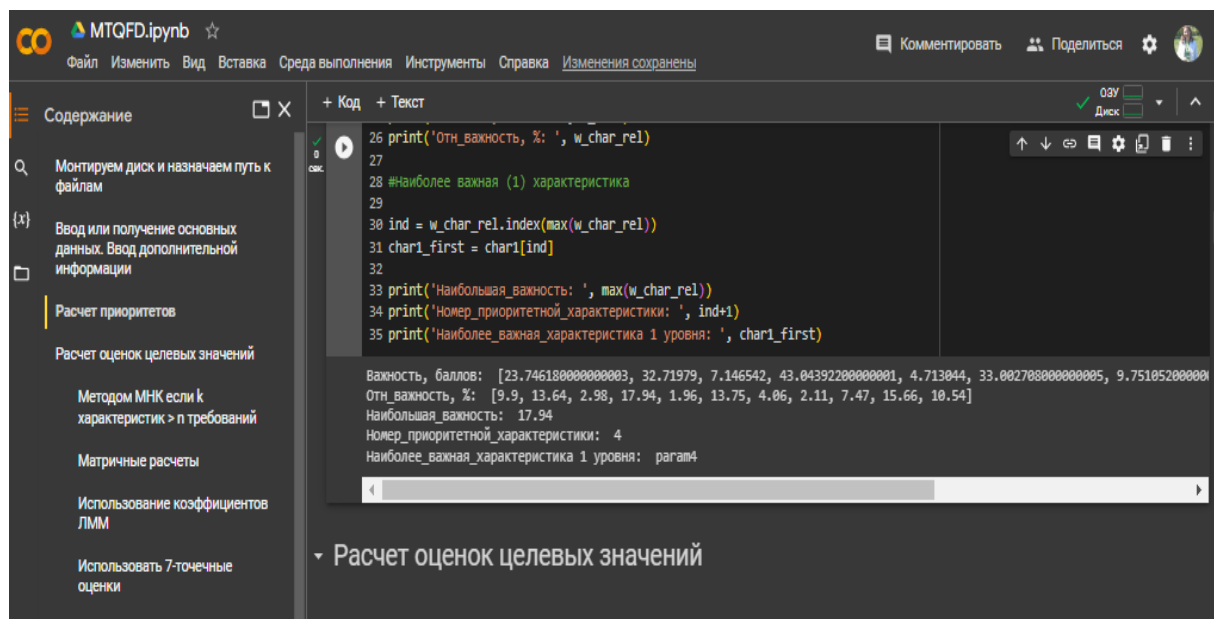 MTQFD.ipynb
Файл Изменить Вид Вставка Среда выполнения Инструменты Справка Изменения сохранены
Комментировать
Поделиться
Содержание
+ Код + Текст
ОЗУ
Диск
Монтируем диск и назначаем путь к
файлам
{x}
Ввод или получение основных
данных. Ввод дополнительной
информации
Расчет приоритетов
Расчет оценок целевых значений
Методом МНК если k
характеристик > n требований
Матричные расчеты
Использование коэффициентов
ЛММ
Использовать 7-точечные
оценки
0
сек.
26 print('Отн_важность, %: ', w_char_rel)
27
28 #Наиболее важная (1) характеристика
29
30 ind = w_char_rel.index(max(w_char_rel))
31 char1_first = char1[ind]
32
33 print('Наибольшая_важность: ', max(w_char_rel))
34 print('Номер_приоритетной_характеристики: ', ind+1)
35 print('Наиболее_важная_характеристика 1 уровня: ', char1_first)
Важность, баллов: [23.746180000000003, 32.71979, 7.146542, 43.04392200000001, 4.713044, 33.002708000000005, 9.751052000000
Отн_важность, %: [9.9, 13.64, 2.98, 17.94, 1.96, 13.75, 4.06, 2.11, 7.47, 15.66, 10.54]
Наибольшая_важность: 17.94
Номер_приоритетной_характеристики: 4
Наиболее_важная_характеристика 1 уровня: param4
Расчет оценок целевых значений